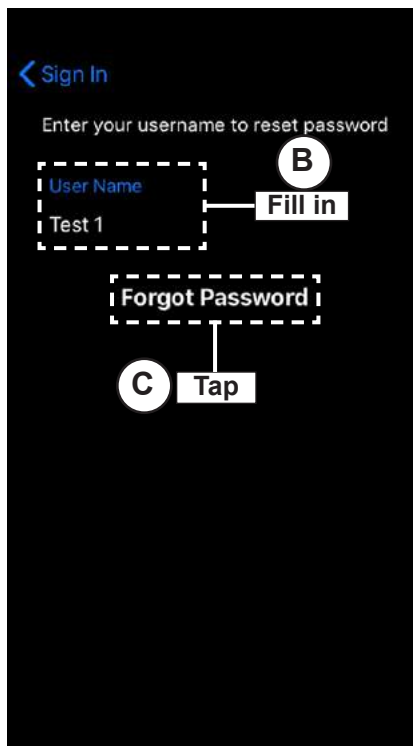 Sign In
Enter your username to reset password
B
User Name
Fill in
Test 1
Forgot Password
C
Tap